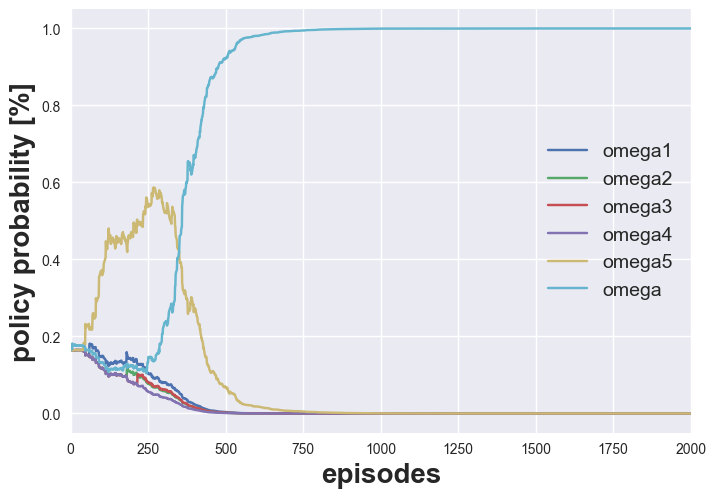 policy probability [%]
1.0
0.8
0.6
0.4
0.2
0.0
omega1
omega2
omega3
omega4
omega5
omega
0 250 500 750 1000 1250 1500 1750 2000
episodes